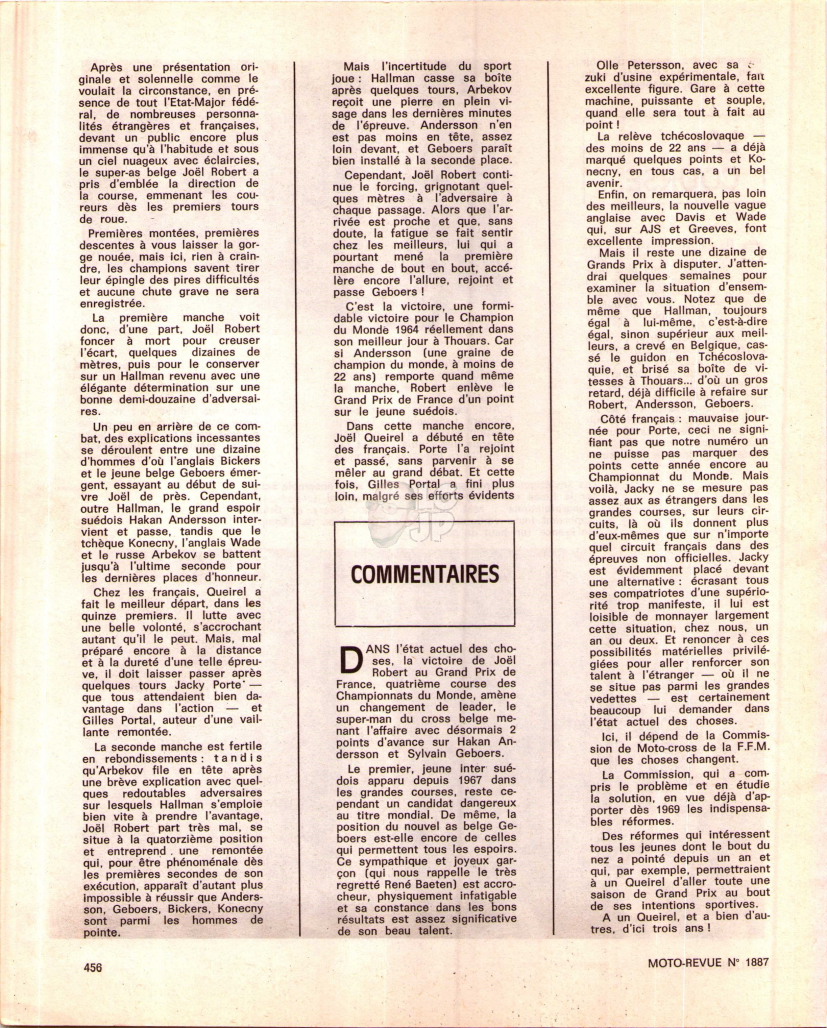 Après une présentation ori-
ginale et solennelle comme le
voulait la circonstance, en pré-
sence de tout l'Etat-Major fédé-
ral, de nombreuses personna-
lités étrangères et françaises,
devant un public encore plus
immense qu'à l'habitude et sous
un ciel nuageux avec éclaircies,
le super-as belge Joël Robert a
pris d'emblée la direction de
la course, emmenant les cou-
reurs dès les premiers tours
de roue.
Premières montées, premières
descentes à vous laisser la gor-
ge nouée, mais ici, rien à crain-
dre, les champions savent tirer
leur épingle des pires difficultés
et aucune chute grave ne sera
enregistrée.
La première manche voit
donc, d'une part, Joël Robert
foncer à mort pour creuser
l'écart, quelques dizaines de
mètres, puis pour le conserver
sur un Hallman revenu avec une
élégante détermination sur une
bonne demi-douzaine d'adversai-
res.
Un peu en arrière de ce com-
bat, des explications incessantes
se déroulent entre une dizaine
d'hommes d'où l'anglais Bickers
et le jeune belge Geboers émer-
gent, essayant au début de sui-
vre Joël de près. Cependant,
outre Hallman, le grand espoir
suédois Hakan Andersson inter-
vient et passe, tandis que le
tchèque Konecny, l'anglais Wade
et le russe Arbekov se battent
jusqu'à l'ultime seconde pour
les dernières places d'honneur.
Chez les français, Queirel a
fait le meilleur départ, dans les
quinze premiers. Il lutte avec
une belle volonté, s'accrochant
autant qu'il le peut. Mais, mal
préparé encore à la distance
et à la dureté d'une telle épreu-
ve, il doit laisser passer après
quelques tours Jacky Porte —
que tous attendaient bien da-
vantage dans l'action — et
Gilles Portal, auteur d'une vail-
lante remontée.
La seconde manche est fertile
en rebondissements : tandis
qu'Arbekov file en tête après
une brève explication avec quel-
ques redoutables adversaires
sur lesquels Hallman s'emploie
bien vite à prendre l'avantage,
Joël Robert part très mal, se
situe à la quatorzième position
et entreprend une remontée
qui, pour être phénoménale dès
les premières secondes de son
exécution, apparaît d'autant plus
impossible à réussir que Anders-
son, Geboers, Bickers, Konecny
sont parmi les hommes de
pointe.
Mais l'incertitude du sport
joue : Hallman casse sa boîte
après quelques tours, Arbekov
reçoit une pierre en plein vi-
sage dans les dernières minutes
de l'épreuve. Andersson n'en
est pas moins en tête, assez
loin devant, et Geboers paraît
bien installé à la seconde place.
Cependant, Joël Robert conti-
nue le forcing, grignotant quel-
ques mètres à l'adversaire à
chaque passage. Alors que l'ar-
rivée est proche et que, sans
doute, la fatigue se fait sentir
chez les meilleurs, lui qui a
pourtant mené la première
manche de bout en bout, accé-
lère encore l'allure, rejoint et
passe Geboers !
C'est la victoire, une formi-
dable victoire pour le Champion
du Monde 1964 réellement dans
son meilleur jour à Thouars. Car
si Andersson (une graine de
champion du monde, à moins de
22 ans) remporte quand même
la manche, Robert enlève le
Grand Prix de France d'un point
sur le jeune suédois.
Dans cette manche encore,
Joël Queirel a débuté en tête
des français. Porte l'a rejoint
et passé, sans parvenir à se
mêler au grand débat. Et cette
fois, Gilles Portal a fini plus
loin, malgré ses efforts évidents
COMMENTAIRES
DANS l'état actuel des cho-
ses, la victoire de Joël
Robert au Grand Prix de
France, quatrième course des
Championnats du Monde, amène
un changement de leader, le
super-man du cross belge me-
nant l'affaire avec désormais 2
points d'avance sur Hakan An-
dersson et Sylvain Geboers.
Le premier, jeune inter sué-
dois apparu depuis 1967 dans
les grandes courses, reste ce-
pendant un candidat dangereux
au titre mondial. De même, la
position du nouvel as belge Ge-
boers est-elle encore de celles
qui permettent tous les espoirs.
Ce sympathique et joyeux gar-
çon (qui nous rappelle le très
regretté René Baeten) est accro-
cheur, physiquement infatigable
et sa constance dans les bons
résultats est assez significative
de son beau talent.
Olle Petersson, avec sa
zuki d'usine expérimentale, fait
excellente figure. Gare à cette
machine, puissante et souple,
quand elle sera tout à fait au
point !
La relève tchécoslovaque —
des moins de 22 ans — a déjà
marqué quelques points et Ko-
necny, en tous cas, a un bel
avenir.
Enfin, on remarquera, pas loin
des meilleurs, la nouvelle vague
anglaise avec Davis et Wade
qui, sur AJS et Greeves, font
excellente impression.
Mais il reste une dizaine de
Grands Prix à disputer. J'atten-
drai quelques semaines pour
examiner la situation d'ensem-
ble avec vous. Notez que de
même que Hallman, toujours
égal à lui-même, c'est-à-dire
égal, sinon supérieur aux meil-
leurs, a crevé en Belgique, cas-
sé le guidon en Tchécoslova-
quie, et brisé sa boîte de vi-
tesses à Thouars... d'où un gros
retard, déjà difficile à refaire sur
Robert, Andersson, Geboers.
Côté français : mauvaise jour-
née pour Porte, ceci ne signi-
fiant pas que notre numéro un
ne puisse pas marquer des
points cette année encore au
Championnat du Monde. Mais
voilà, Jacky ne se mesure pas
assez aux as étrangers dans les
grandes courses, sur leurs cir-
cuits, là où ils donnent plus
d'eux-mêmes que sur n'importe
quel circuit français dans des
épreuves non officielles. Jacky
est évidemment placé devant
une alternative : écrasant tous
ses compatriotes d'une supério-
rité trop manifeste, il lui est
loisible de monnayer largement
cette situation, chez nous, un
an ou deux. Et renoncer à ces
possibilités matérielles privilé-
giées pour aller renforcer son
talent à l'étranger — où il ne
se situe pas parmi les grandes
vedettes — est certainement
beaucoup lui demander dans
l'état actuel des choses.
Ici, il dépend de la Commis-
sion de Moto-cross de la F.F.M.
que les choses changent.
La Commission, qui a com-
pris le problème et en étudie
la solution, en vue déjà d'ap-
porter dès 1969 les indispensa-
bles réformes.
Des réformes qui intéressent
tous les jeunes dont le bout du
nez a pointé depuis un an et
qui, par exemple, permettraient
à un Queirel d'aller toute une
saison de Grand Prix au bout
de ses intentions sportives.
A un Queirel, et a bien d'au-
tres, d'ici trois ans !
456
MOTO-REVUE N° 1887
JP